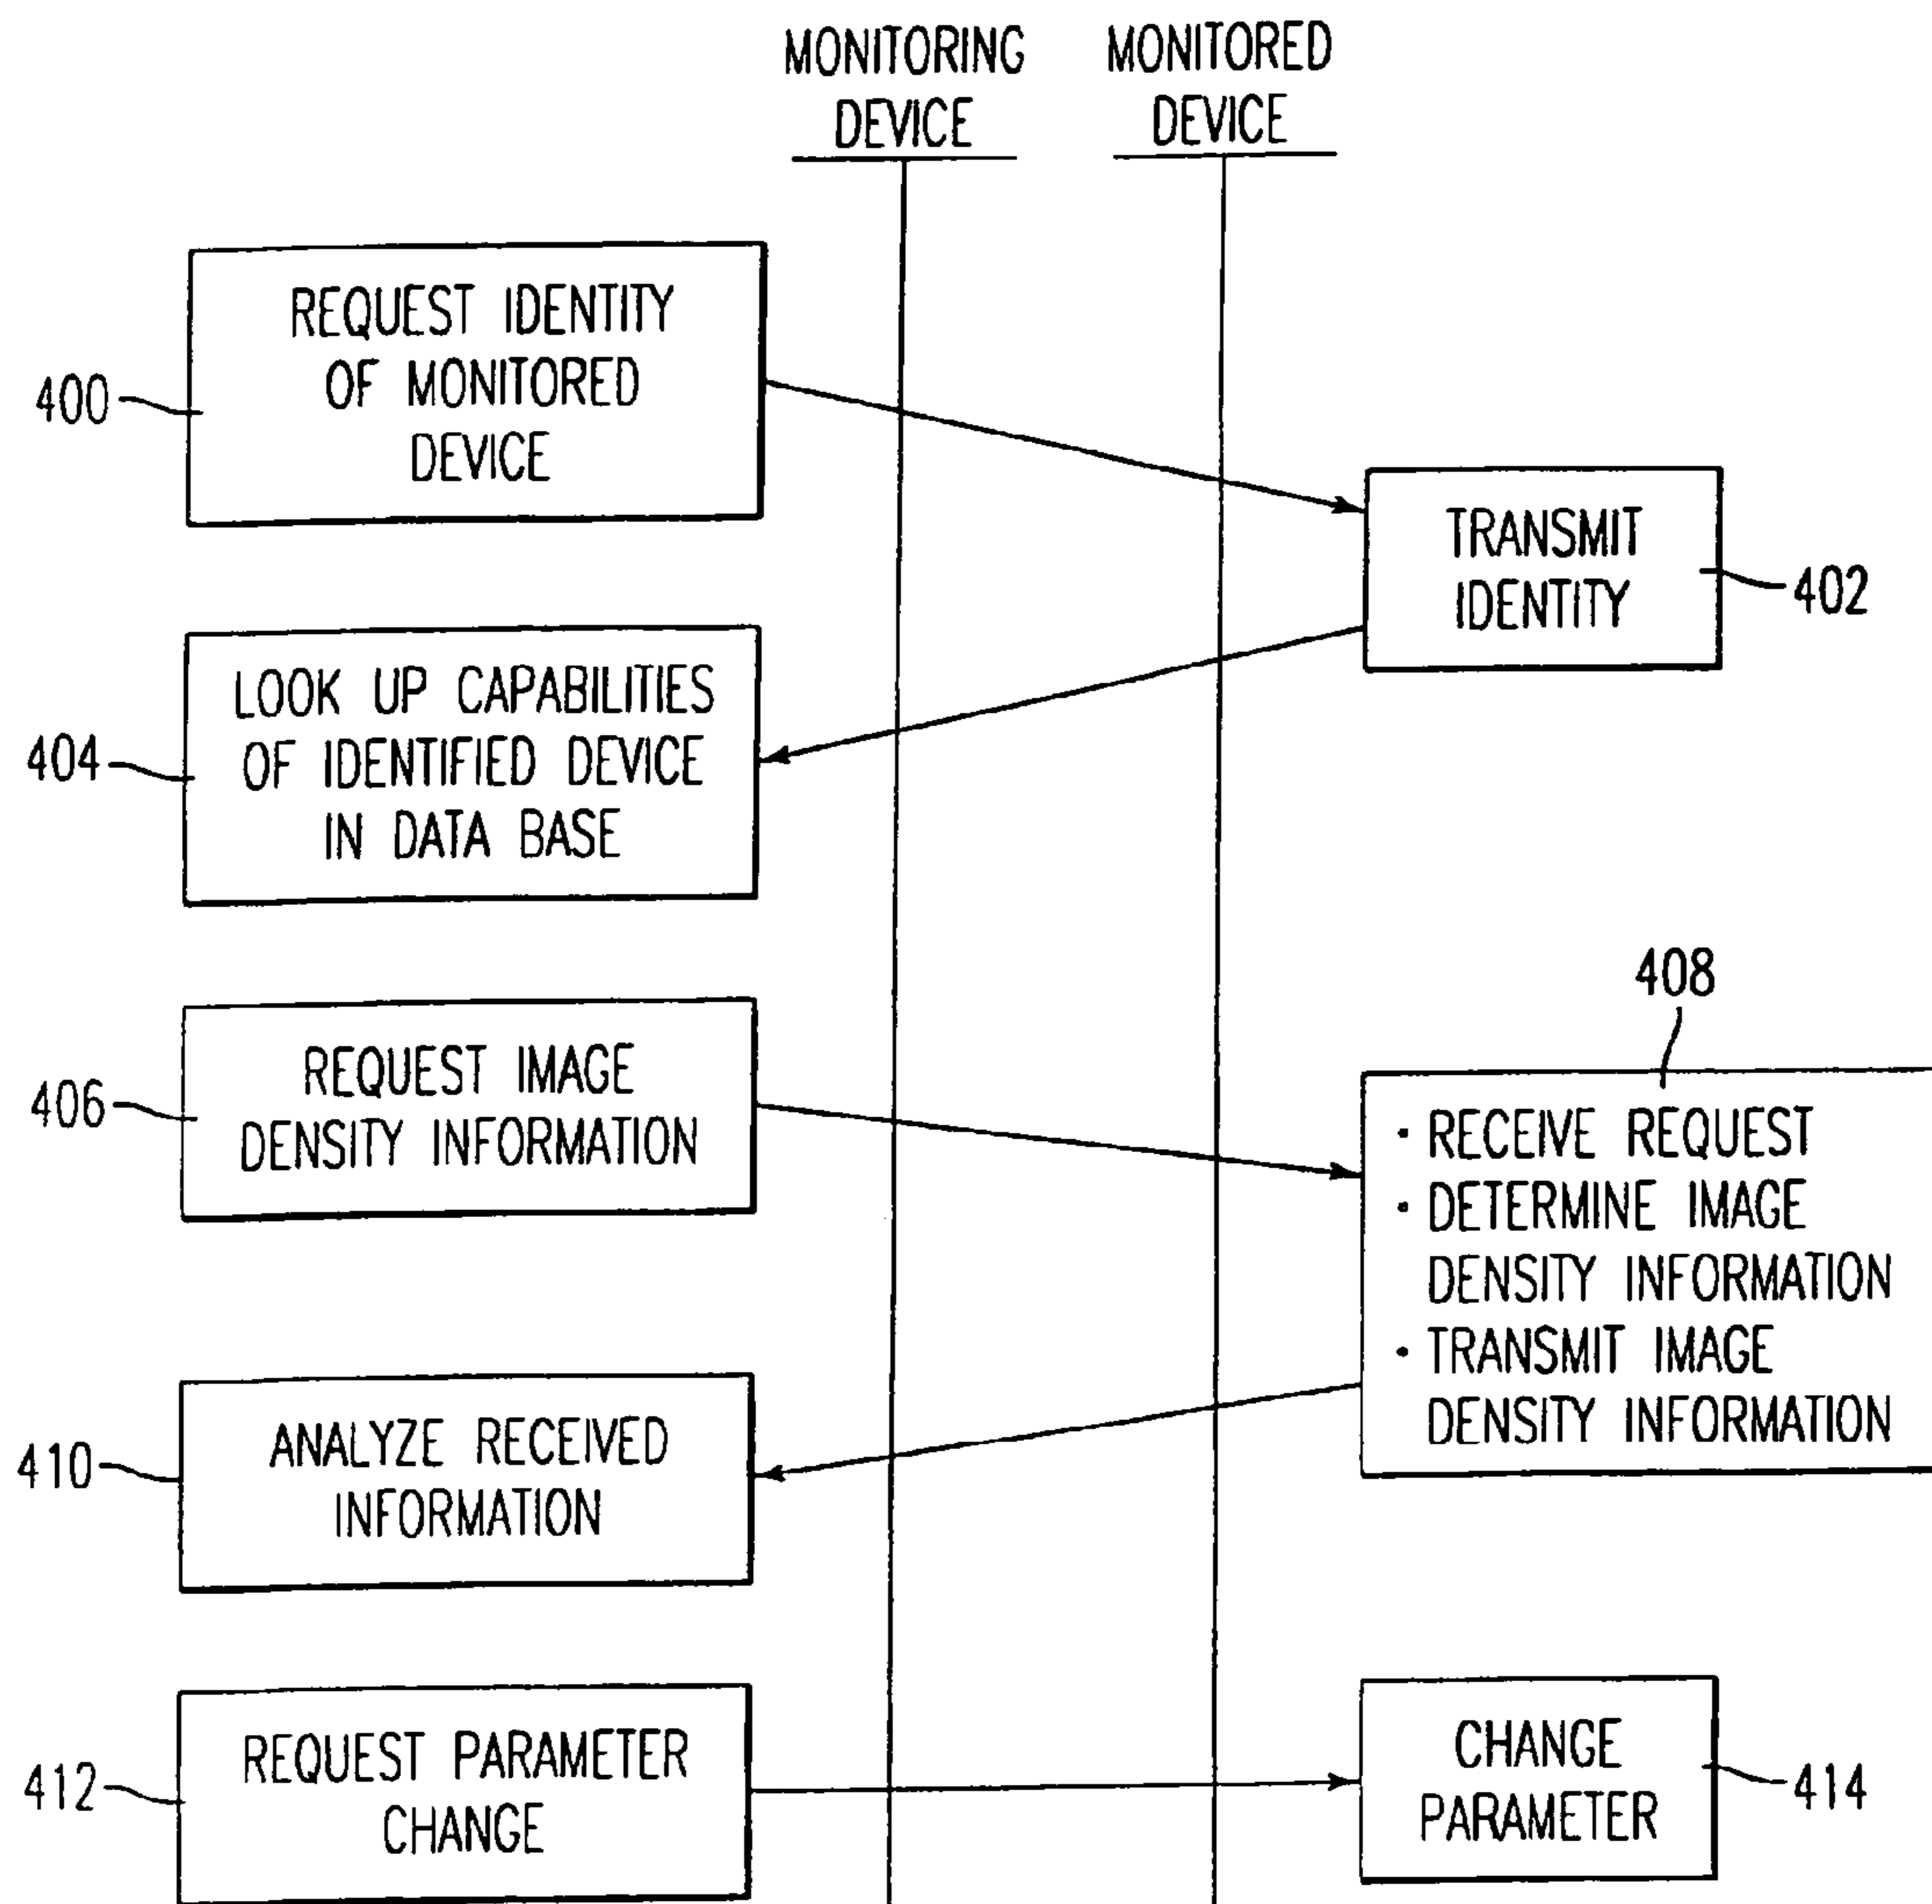 MONITORING
DEVICE
MONITORED
DEVICE
400
REQUEST IDENTITY
OF MONITORED
DEVICE
TRANSMIT
IDENTITY
402
404
LOOK UP CAPABILITIES
OF IDENTIFIED DEVICE
IN DATA BASE
406
REQUEST IMAGE
DENSITY INFORMATION
408
· RECEIVE REQUEST
· DETERMINE IMAGE
DENSITY INFORMATION
· TRANSMIT IMAGE
DENSITY INFORMATION
410
ANALYZE RECEIVED
INFORMATION
412
REQUEST PARAMETER
CHANGE
CHANGE
PARAMETER
414